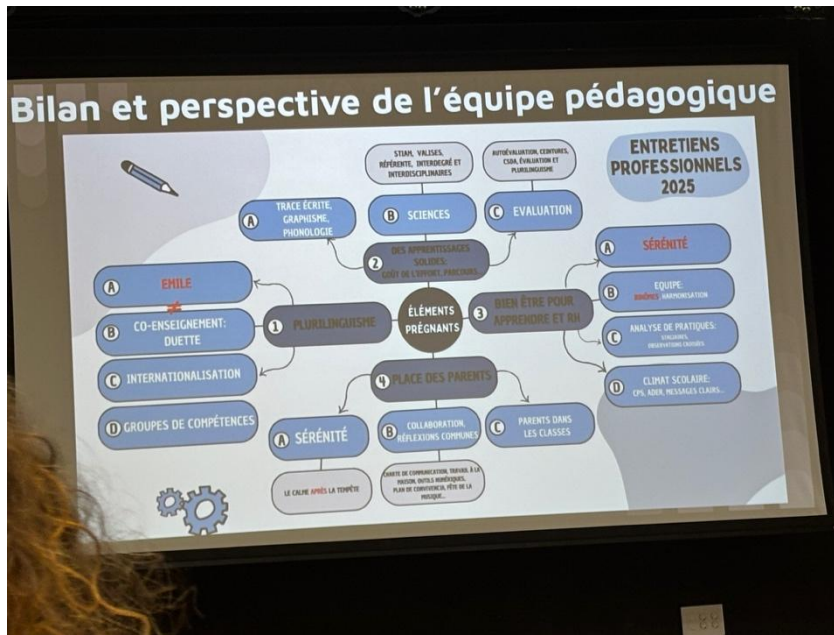 Bilan et perspective de l'équipe pédagogique
ENTRETIENS
PROFESSIONNELS
2025
ÉLÉMENTS
PRÉGNANTS
1 PLURILINGUISME
A EMILE
≠
B CO-ENSEIGNEMENT:
DUETTE
C INTERNATIONALISATION
D GROUPES DE COMPÉTENCES
2 DES APPRENTISSAGES
SOLIDES:
GOÛT DE L'EFFORT, PARCOURS...
A TRACE ÉCRITE,
GRAPHISME,
PHONOLOGIE
B SCIENCES
STIAM, VALISES,
RÉFÉRENTE, INTERDEGRÉ ET
INTERDISCIPLINAIRES
C EVALUATION
AUTOÉVALUATION, CEINTURES,
CSDA, ÉVALUATION ET
PLURILINGUISME
3 BIEN ÊTRE POUR
APPRENDRE ET RH
A SÉRÉNITÉ
B EQUIPE:
BINÔMES, HARMONISATION
C ANALYSE DE PRATIQUES:
STAGIAIRES,
OBSERVATIONS CROISÉES
D CLIMAT SCOLAIRE:
CPS, ADER, MESSAGES CLAIRS...
4 PLACE DES PARENTS
A SÉRÉNITÉ
LE CALME APRÈS LA TEMPÊTE
B COLLABORATION,
RÉFLEXIONS COMMUNES
CHARTE DE COMMUNICATION, TRAVAIL À LA
MAISON, OUTILS NUMÉRIQUES,
PLAN DE CONVIVENCIA, FÊTE DE LA
MUSIQUE...
C PARENTS DANS
LES CLASSES